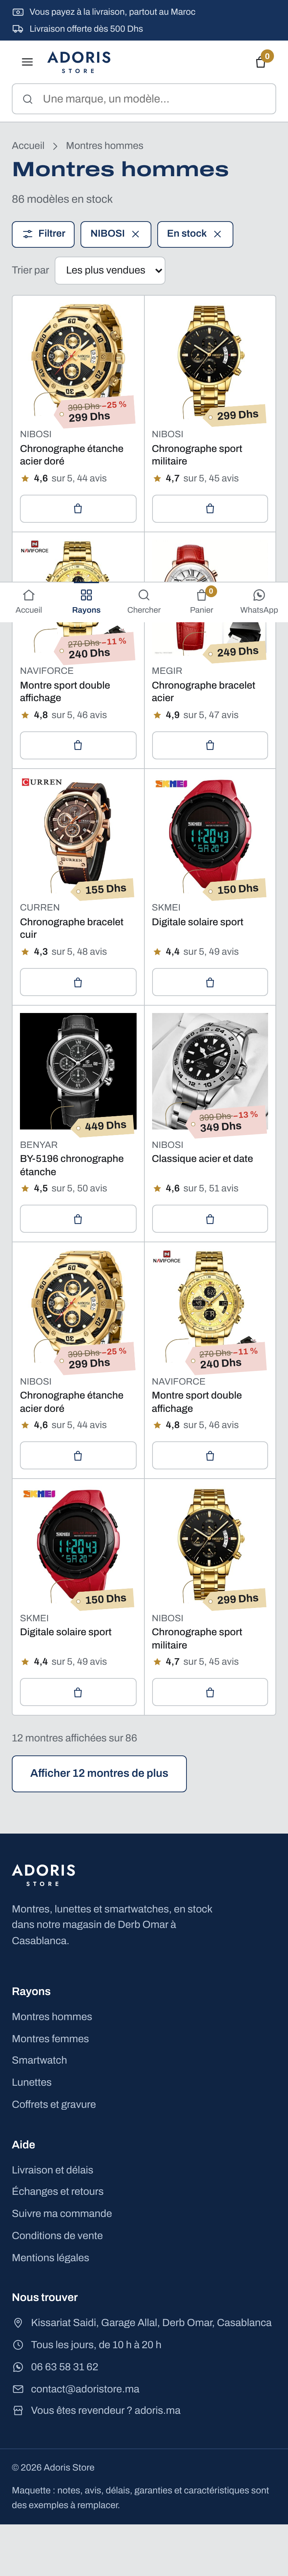 Vous payez à la livraison, partout au Maroc
Livraison offerte dès 500 Dhs
ADORIS
STORE
0
Une marque, un modèle...
Accueil > Montres hommes
Montres hommes
86 modèles en stock
Filtrer
NIBOSI
En stock
Trier par
Les plus vendues
399 Dhs −25 %
299 Dhs
NIBOSI
Chronographe étanche
acier doré
4,6 sur 5, 44 avis
299 Dhs
NIBOSI
Chronographe sport
militaire
4,7 sur 5, 45 avis
NAVIFORCE
Accueil
Rayons
Chercher
0
Panier
WhatsApp
270 Dhs −11 %
240 Dhs
NAVIFORCE
Montre sport double
affichage
4,8 sur 5, 46 avis
249 Dhs
MEGIR
Chronographe bracelet
acier
4,9 sur 5, 47 avis
CURREN
155 Dhs
CURREN
Chronographe bracelet
cuir
4,3 sur 5, 48 avis
SKMEI
150 Dhs
SKMEI
Digitale solaire sport
4,4 sur 5, 49 avis
449 Dhs
BENYAR
BY-5196 chronographe
étanche
4,5 sur 5, 50 avis
399 Dhs −13 %
349 Dhs
NIBOSI
Classique acier et date
4,6 sur 5, 51 avis
399 Dhs −25 %
299 Dhs
NIBOSI
Chronographe étanche
acier doré
4,6 sur 5, 44 avis
NAVIFORCE
270 Dhs −11 %
240 Dhs
NAVIFORCE
Montre sport double
affichage
4,8 sur 5, 46 avis
SKMEI
150 Dhs
SKMEI
Digitale solaire sport
4,4 sur 5, 49 avis
299 Dhs
NIBOSI
Chronographe sport
militaire
4,7 sur 5, 45 avis
12 montres affichées sur 86
Afficher 12 montres de plus
ADORIS
STORE
Montres, lunettes et smartwatches, en stock
dans notre magasin de Derb Omar à
Casablanca.
Rayons
Montres hommes
Montres femmes
Smartwatch
Lunettes
Coffrets et gravure
Aide
Livraison et délais
Échanges et retours
Suivre ma commande
Conditions de vente
Mentions légales
Nous trouver
Kissariat Saidi, Garage Allal, Derb Omar, Casablanca
Tous les jours, de 10 h à 20 h
06 63 58 31 62
contact@adoristore.ma
Vous êtes revendeur ? adoris.ma
© 2026 Adoris Store
Maquette : notes, avis, délais, garanties et caractéristiques sont
des exemples à remplacer.